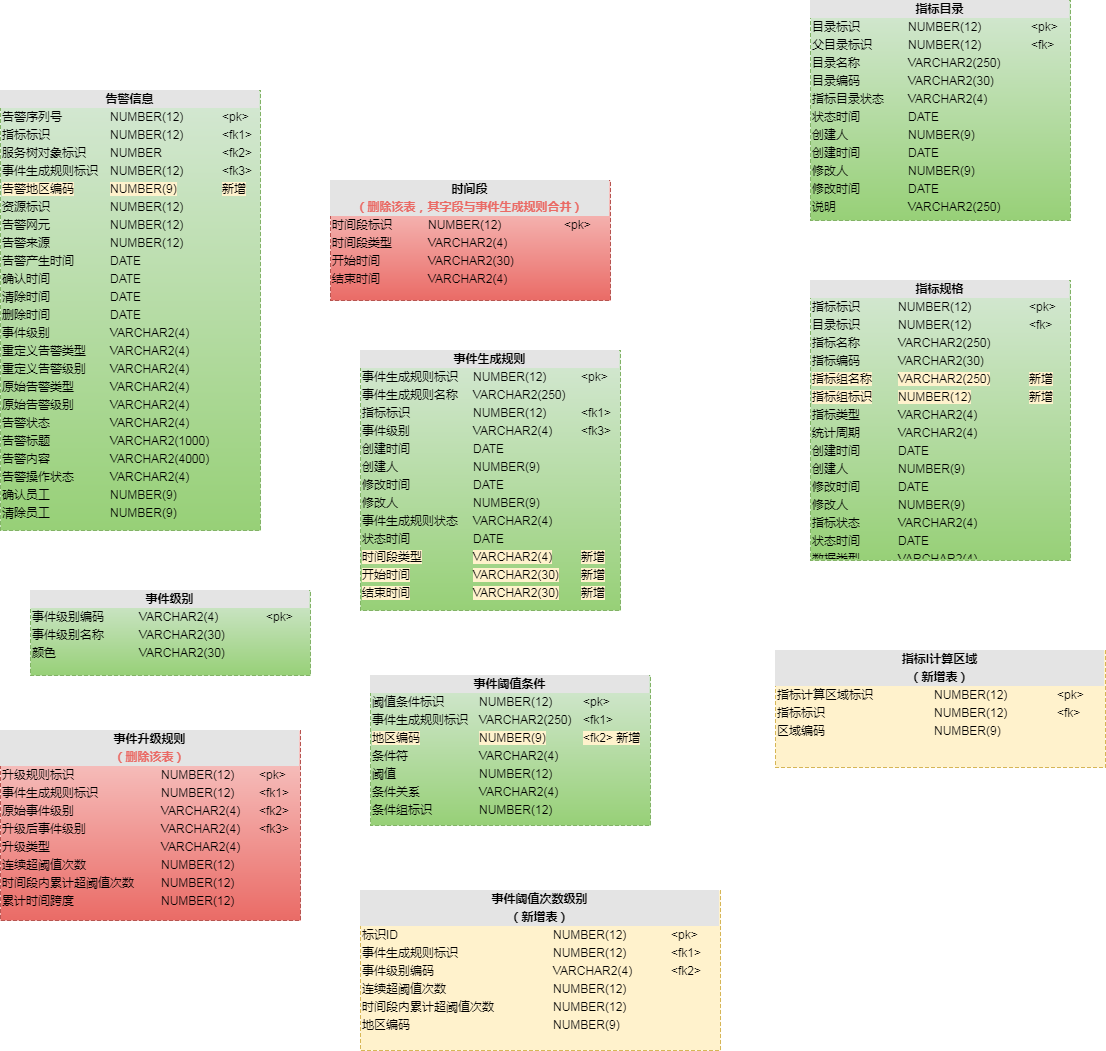 告警信息
告警序列号 NUMBER(12) <pk>
指标标识 NUMBER(12) <fk1>
服务树对象标识 NUMBER <fk2>
事件生成规则标识 NUMBER(12) <fk3>
告警地区编码 NUMBER(9) 新增
资源标识 NUMBER(12)
告警网元 NUMBER(12)
告警来源 NUMBER(12)
告警产生时间 DATE
确认时间 DATE
清除时间 DATE
删除时间 DATE
事件级别 VARCHAR2(4)
重定义告警类型 VARCHAR2(4)
重定义告警级别 VARCHAR2(4)
原始告警类型 VARCHAR2(4)
原始告警级别 VARCHAR2(4)
告警状态 VARCHAR2(4)
告警标题 VARCHAR2(1000)
告警内容 VARCHAR2(4000)
告警操作状态 VARCHAR2(4)
确认员工 NUMBER(9)
清除员工 NUMBER(9)
事件级别
事件级别编码 VARCHAR2(4) <pk>
事件级别名称 VARCHAR2(30)
颜色 VARCHAR2(30)
事件升级规则
（删除该表）
升级规则标识 NUMBER(12) <pk>
事件生成规则标识 NUMBER(12) <fk1>
原始事件级别 VARCHAR2(4) <fk2>
升级后事件级别 VARCHAR2(4) <fk3>
升级类型 VARCHAR2(4)
连续超阈值次数 NUMBER(12)
时间段内累计超阈值次数 NUMBER(12)
累计时间跨度 NUMBER(12)
时间段
（删除该表，其字段与事件生成规则合并）
时间段标识 NUMBER(12) <pk>
时间段类型 VARCHAR2(4)
开始时间 VARCHAR2(30)
结束时间 VARCHAR2(4)
事件生成规则
事件生成规则标识 NUMBER(12) <pk>
事件生成规则名称 VARCHAR2(250)
指标标识 NUMBER(12) <fk1>
事件级别 VARCHAR2(4) <fk3>
创建时间 DATE
创建人 NUMBER(9)
修改时间 DATE
修改人 NUMBER(9)
事件生成规则状态 VARCHAR2(4)
状态时间 DATE
时间段类型 VARCHAR2(4) 新增
开始时间 VARCHAR2(30) 新增
结束时间 VARCHAR2(30) 新增
事件阈值条件
阈值条件标识 NUMBER(12) <pk>
事件生成规则标识 VARCHAR2(250) <fk1>
地区编码 NUMBER(9) <fk2> 新增
条件符 VARCHAR2(4)
阈值 NUMBER(12)
条件关系 VARCHAR2(4)
条件组标识 NUMBER(12)
事件阈值次数级别
（新增表）
标识ID NUMBER(12) <pk>
事件生成规则标识 NUMBER(12) <fk1>
事件级别编码 VARCHAR2(4) <fk2>
连续超阈值次数 NUMBER(12)
时间段内累计超阈值次数 NUMBER(12)
地区编码 NUMBER(9)
指标目录
目录标识 NUMBER(12) <pk>
父目录标识 NUMBER(12) <fk>
目录名称 VARCHAR2(250)
目录编码 VARCHAR2(30)
指标目录状态 VARCHAR2(4)
状态时间 DATE
创建人 NUMBER(9)
创建时间 DATE
修改人 NUMBER(9)
修改时间 DATE
说明 VARCHAR2(250)
指标规格
指标标识 NUMBER(12) <pk>
目录标识 NUMBER(12) <fk>
指标名称 VARCHAR2(250)
指标编码 VARCHAR2(30)
指标组名称 VARCHAR2(250) 新增
指标组标识 NUMBER(12) 新增
指标类型 VARCHAR2(4)
统计周期 VARCHAR2(4)
创建时间 DATE
创建人 NUMBER(9)
修改时间 DATE
修改人 NUMBER(9)
指标状态 VARCHAR2(4)
状态时间 DATE
数据类型 VARCHAR2(4)
指标l计算区域
（新增表）
指标计算区域标识 NUMBER(12) <pk>
指标标识 NUMBER(12) <fk>
区域编码 NUMBER(9)